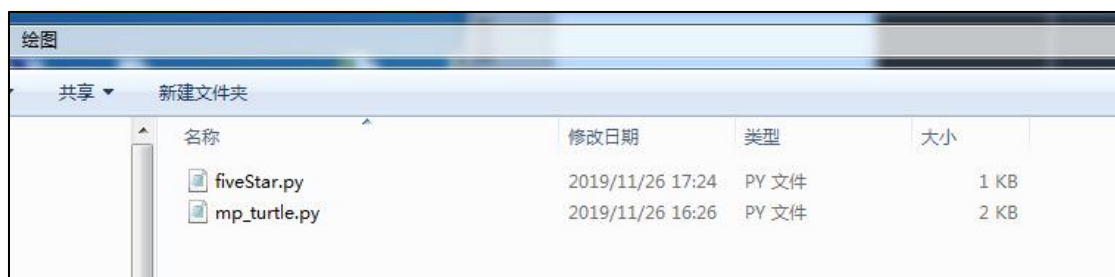 绘图
共享 新建文件夹
名称 修改日期 类型 大小
fiveStar.py 2019/11/26 17:24 PY 文件 1 KB
mp_turtle.py 2019/11/26 16:26 PY 文件 2 KB